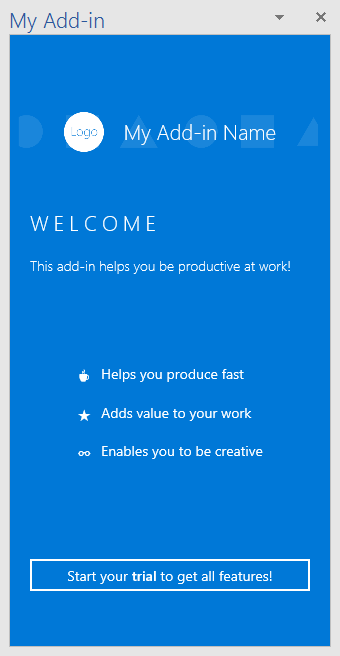 My Add-in
Logo
My Add-in Name
WELCOME
This add-in helps you be productive at work!
Helps you produce fast
Adds value to your work
Enables you to be creative
Start your trial to get all features!